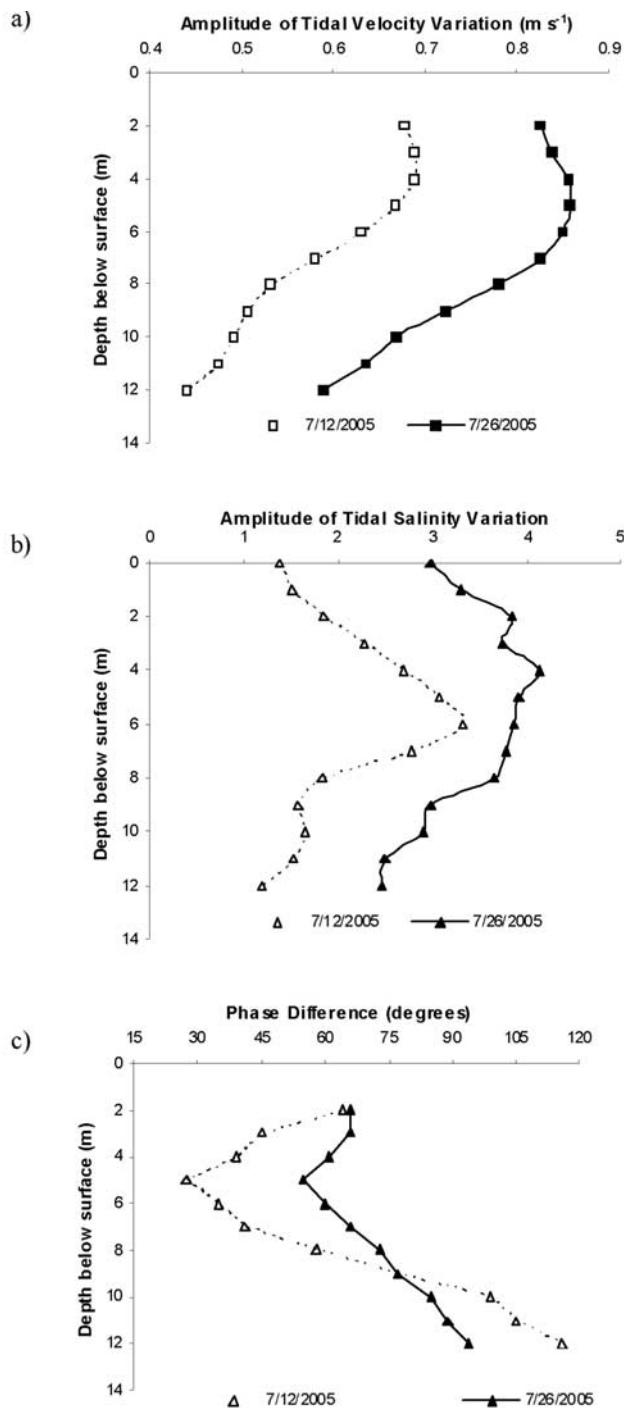 a)
Amplitude of Tidal Velocity Variation (m s-1)
0.4 0.5 0.6 0.7 0.8 0.9
0
2
4
6
8
10
12
14
Depth below surface (m)
7/12/2005 7/26/2005
b)
Amplitude of Tidal Salinity Variation
0 1 2 3 4 5
0
2
4
6
8
10
12
14
Depth below surface (m)
7/12/2005 7/26/2005
c)
Phase Difference (degrees)
15 30 45 60 75 90 105 120
0
2
4
6
8
10
12
14
Depth below surface (m)
7/12/2005 7/26/2005